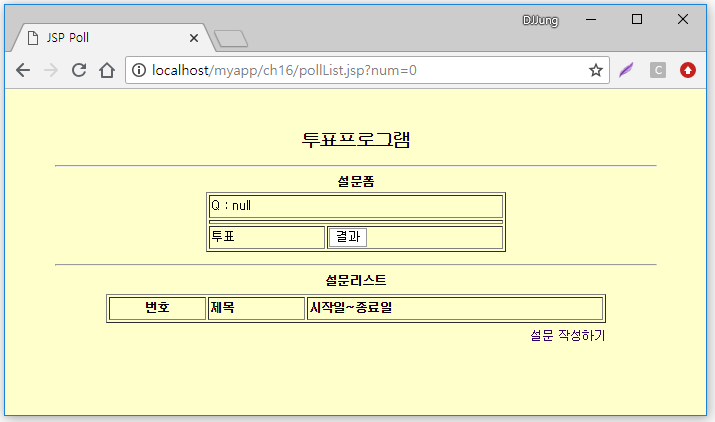 DJJung
JSP Poll
localhost/myapp/ch16/pollList.jsp?num=0
C
투표프로그램
설문폼
Q : null
투표 결과
설문리스트
번호 제목 시작일~종료일
설문 작성하기